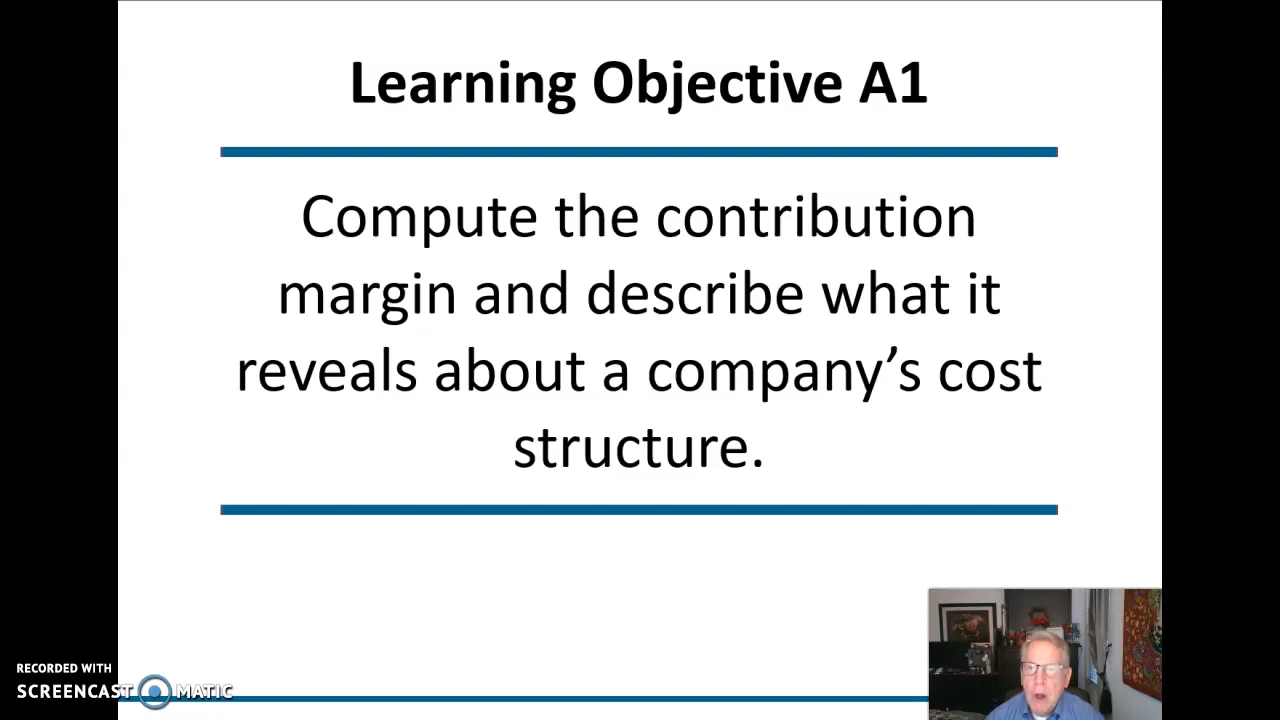 Learning Objective A1
Compute the contribution
margin and describe what it
reveals about a company’s cost
structure.
RECORDED WITH
SCREENCAST MATIC